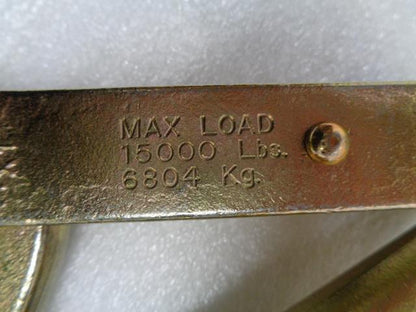 MAX LOAD
15000 Lbs.
6804 Kg.